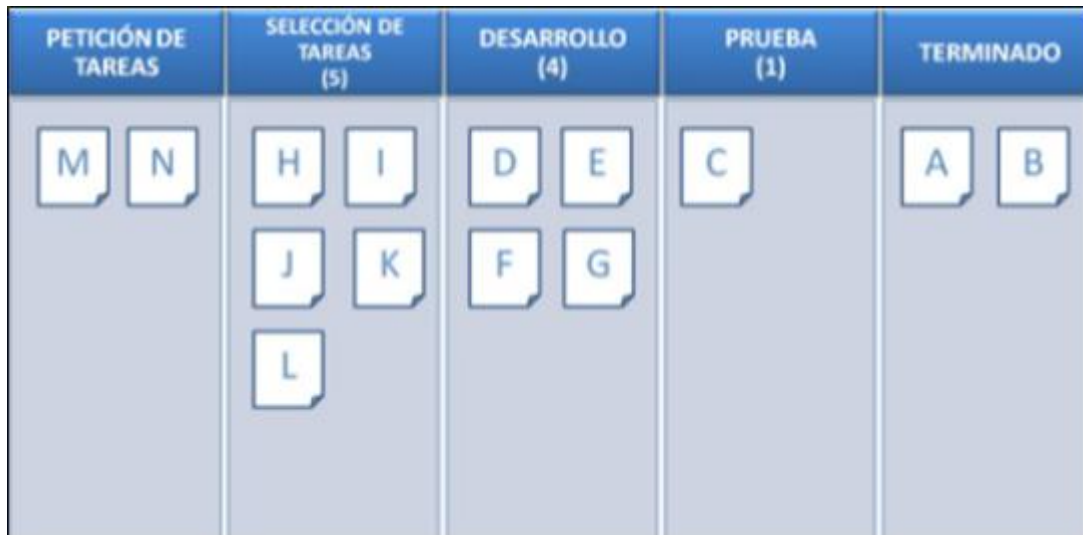 PETICIÓN DE
TAREAS
SELECCIÓN DE
TAREAS
(5)
DESARROLLO
(4)
PRUEBA
(1)
TERMINADO
M N
H I
J K
L
D E
F G
C
A B